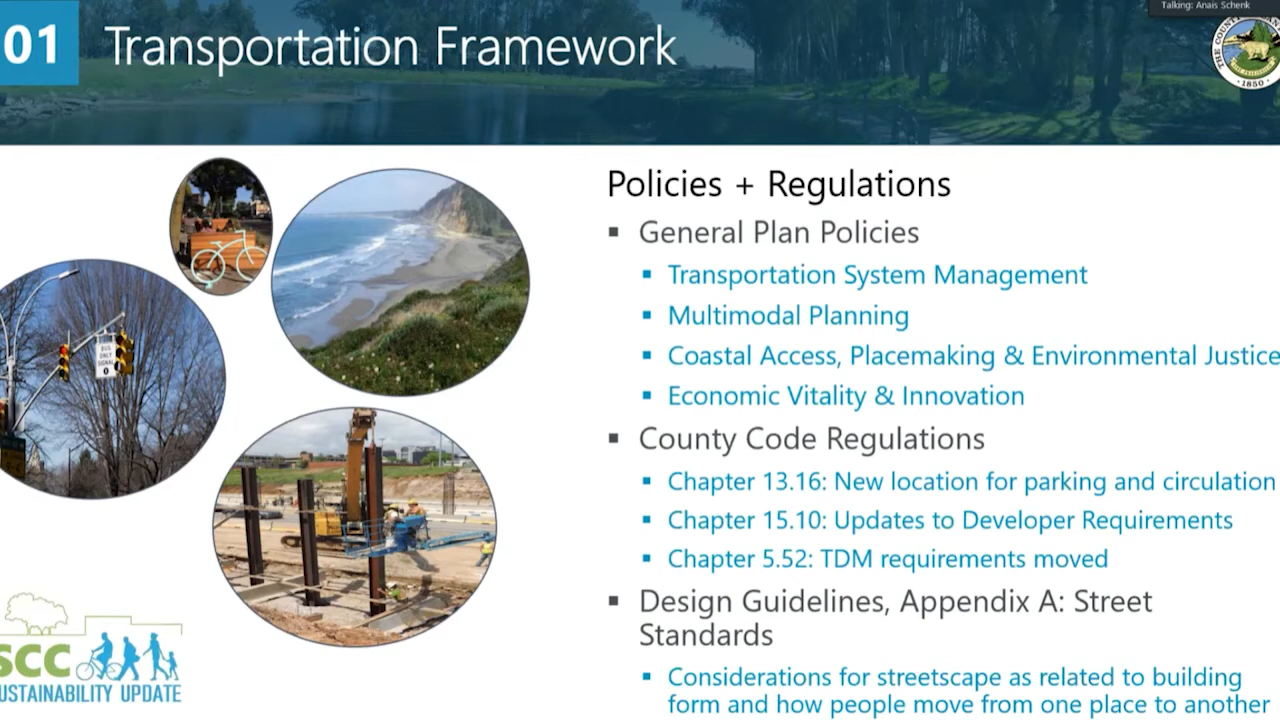 Talking: Anais Schenk
01 Transportation Framework
THE COUNTY
1850
Policies + Regulations
General Plan Policies
Transportation System Management
Multimodal Planning
Coastal Access, Placemaking & Environmental Justice
Economic Vitality & Innovation
County Code Regulations
Chapter 13.16: New location for parking and circulation
Chapter 15.10: Updates to Developer Requirements
Chapter 5.52: TDM requirements moved
Design Guidelines, Appendix A: Street
Standards
Considerations for streetscape as related to building
form and how people move from one place to another
BUS
ONLY
SIGNAL
SCC
USTAINABILITY UPDATE